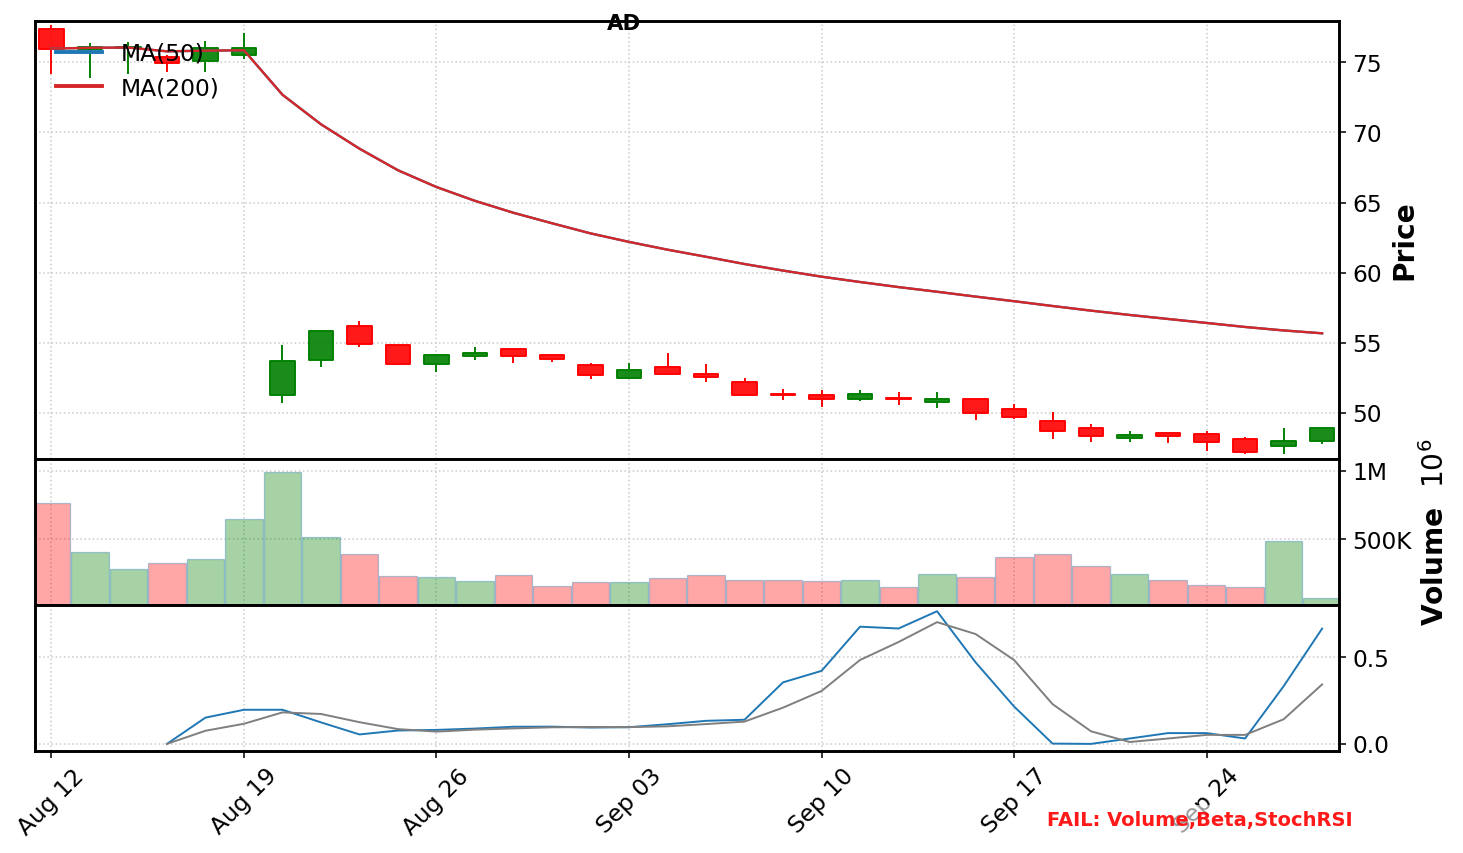 AD
MA(50)
MA(200)
75
70
65
60
55
50
Price
1M
500K
Volume 10⁶
0.5
0.0
Aug 12
Aug 19
Aug 26
Sep 03
Sep 10
Sep 17
Sep 24
FAIL: Volume,Beta,StochRSI